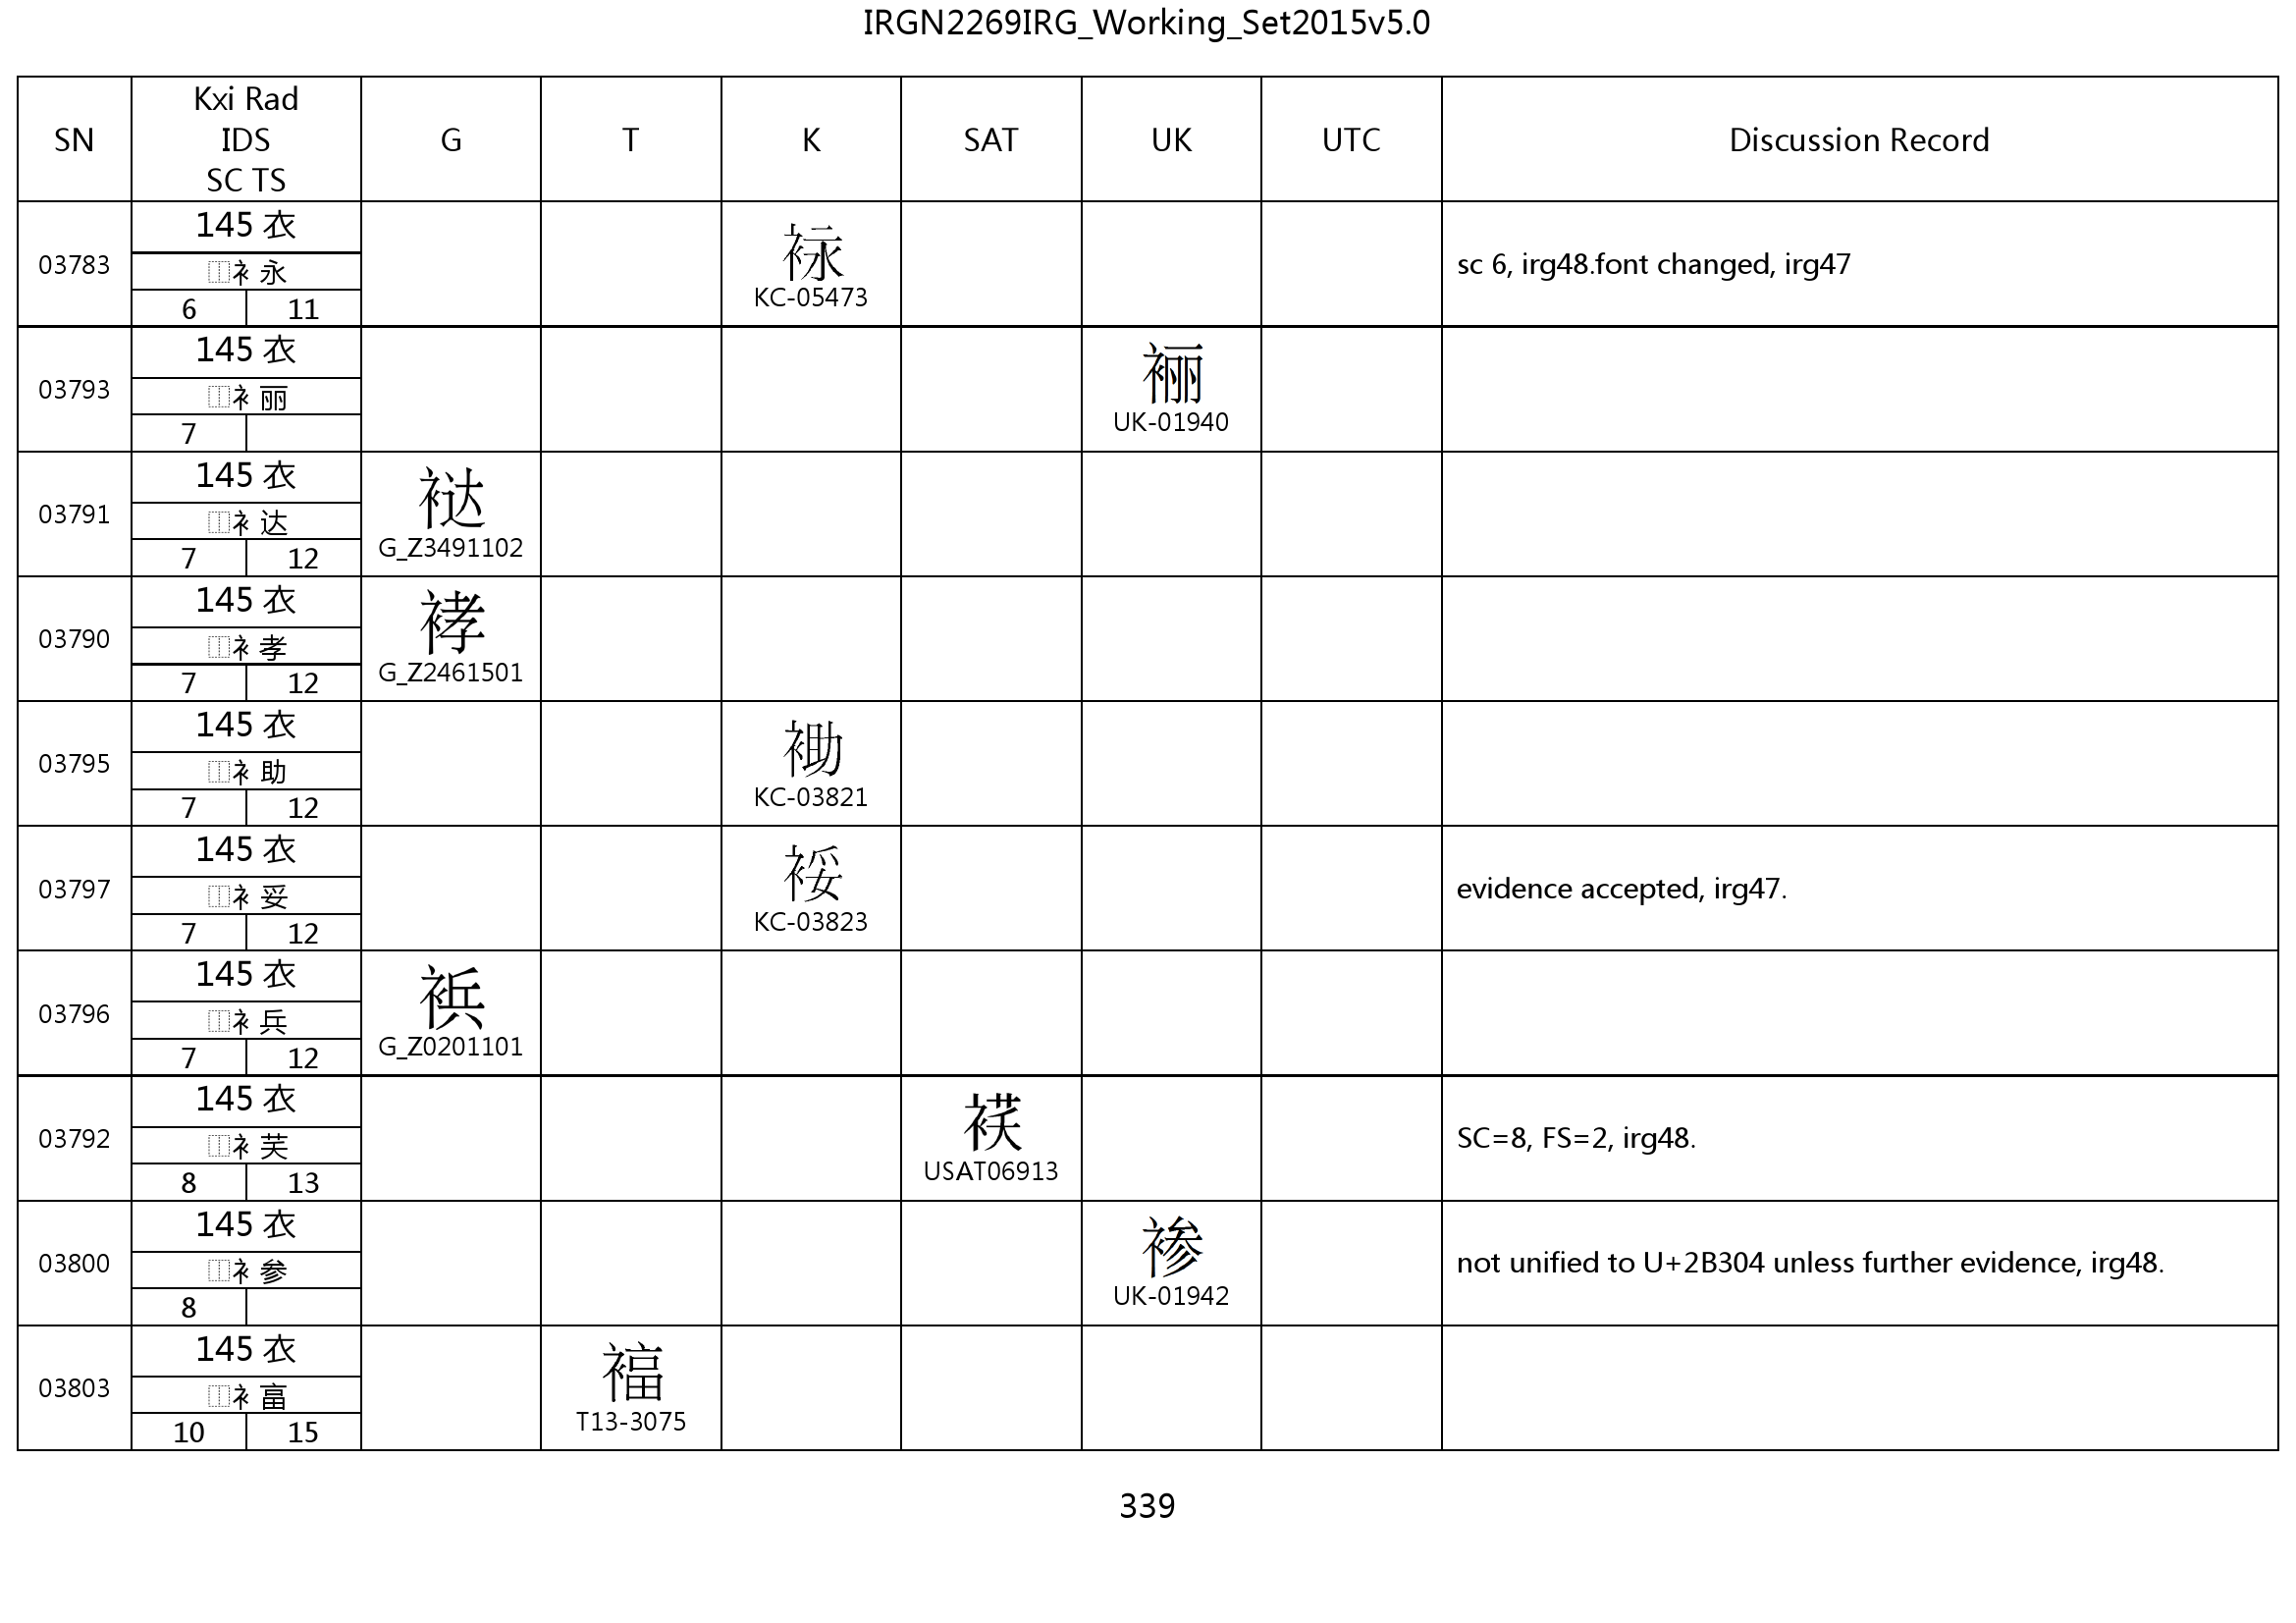 IRGN2269IRG_Working_Set2015v5.0
SN Kxi Rad IDS SC TS G T K SAT UK UTC Discussion Record
03783
145 衣
⿰衤永
6 11
KC-05473
sc 6, irg48.font changed, irg47
03793
145 衣
⿰衤丽
7
UK-01940
03791
145 衣
⿰衤达
7 12
G_Z3491102
03790
145 衣
⿰衤孝
7 12
G_Z2461501
03795
145 衣
⿰衤助
7 12
KC-03821
03797
145 衣
⿰衤妥
7 12
KC-03823
evidence accepted, irg47.
03796
145 衣
⿰衤兵
7 12
G_Z0201101
03792
145 衣
⿰衤芙
8 13
USAT06913
SC=8, FS=2, irg48.
03800
145 衣
⿰衤参
8
UK-01942
not unified to U+2B304 unless further evidence, irg48.
03803
145 衣
⿰衤畗
10 15
T13-3075
339